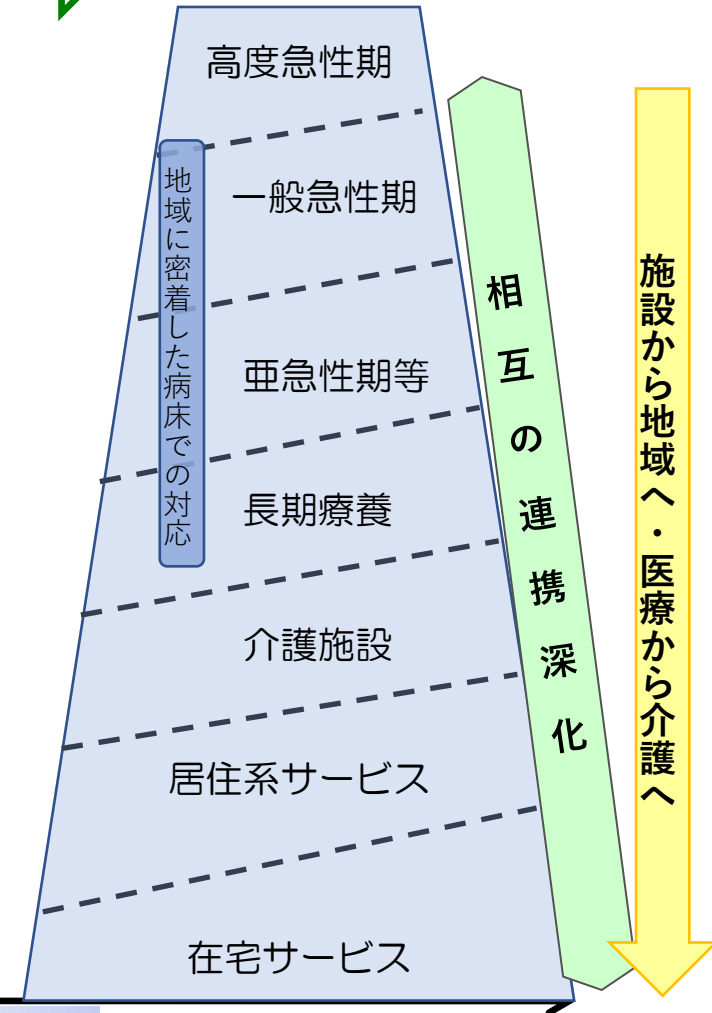 高度急性期
一般急性期
亜急性期等
長期療養
介護施設
居住系サービス
在宅サービス
地域に密着した病床での対応
相互の連携深化
施設から地域へ・医療から介護へ